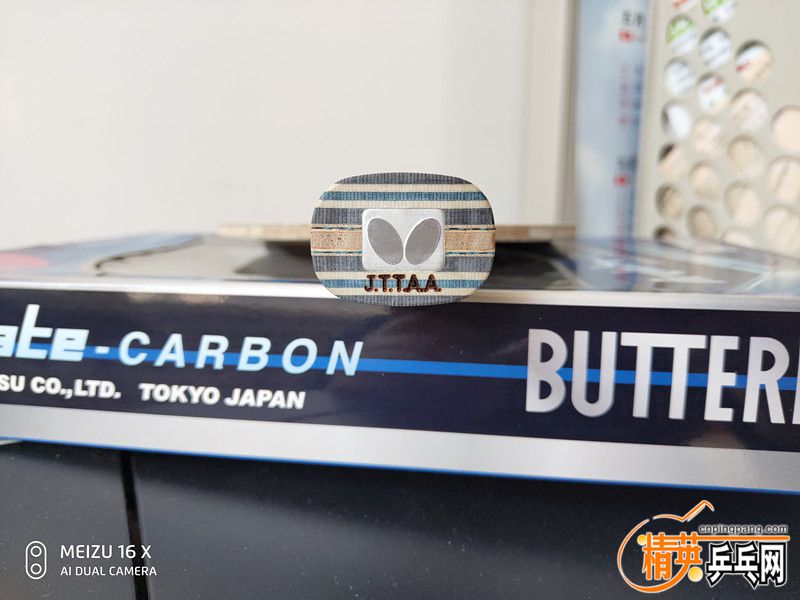 J.T.T.A.A.
ate-CARBON
SU CO.,LTD. TOKYO JAPAN
BUTTER
MEIZU 16 X
AI DUAL CAMERA
cnpingpang.com
精英乒乓网